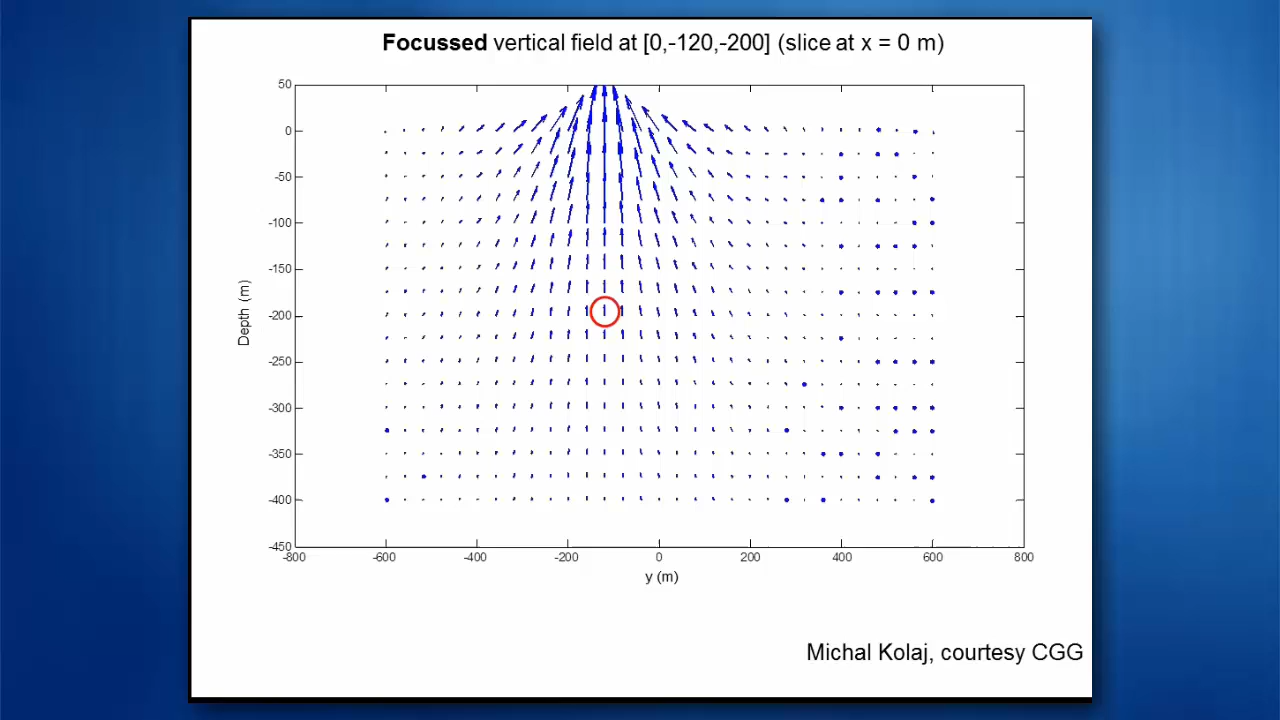 Focussed vertical field at [0,-120,-200] (slice at x = 0 m)
50
0
-50
-100
-150
-200
-250
-300
-350
-400
-450
Depth (m)
-800 -600 -400 -200 0 200 400 600 800
y (m)
Michal Kolaj, courtesy CGG